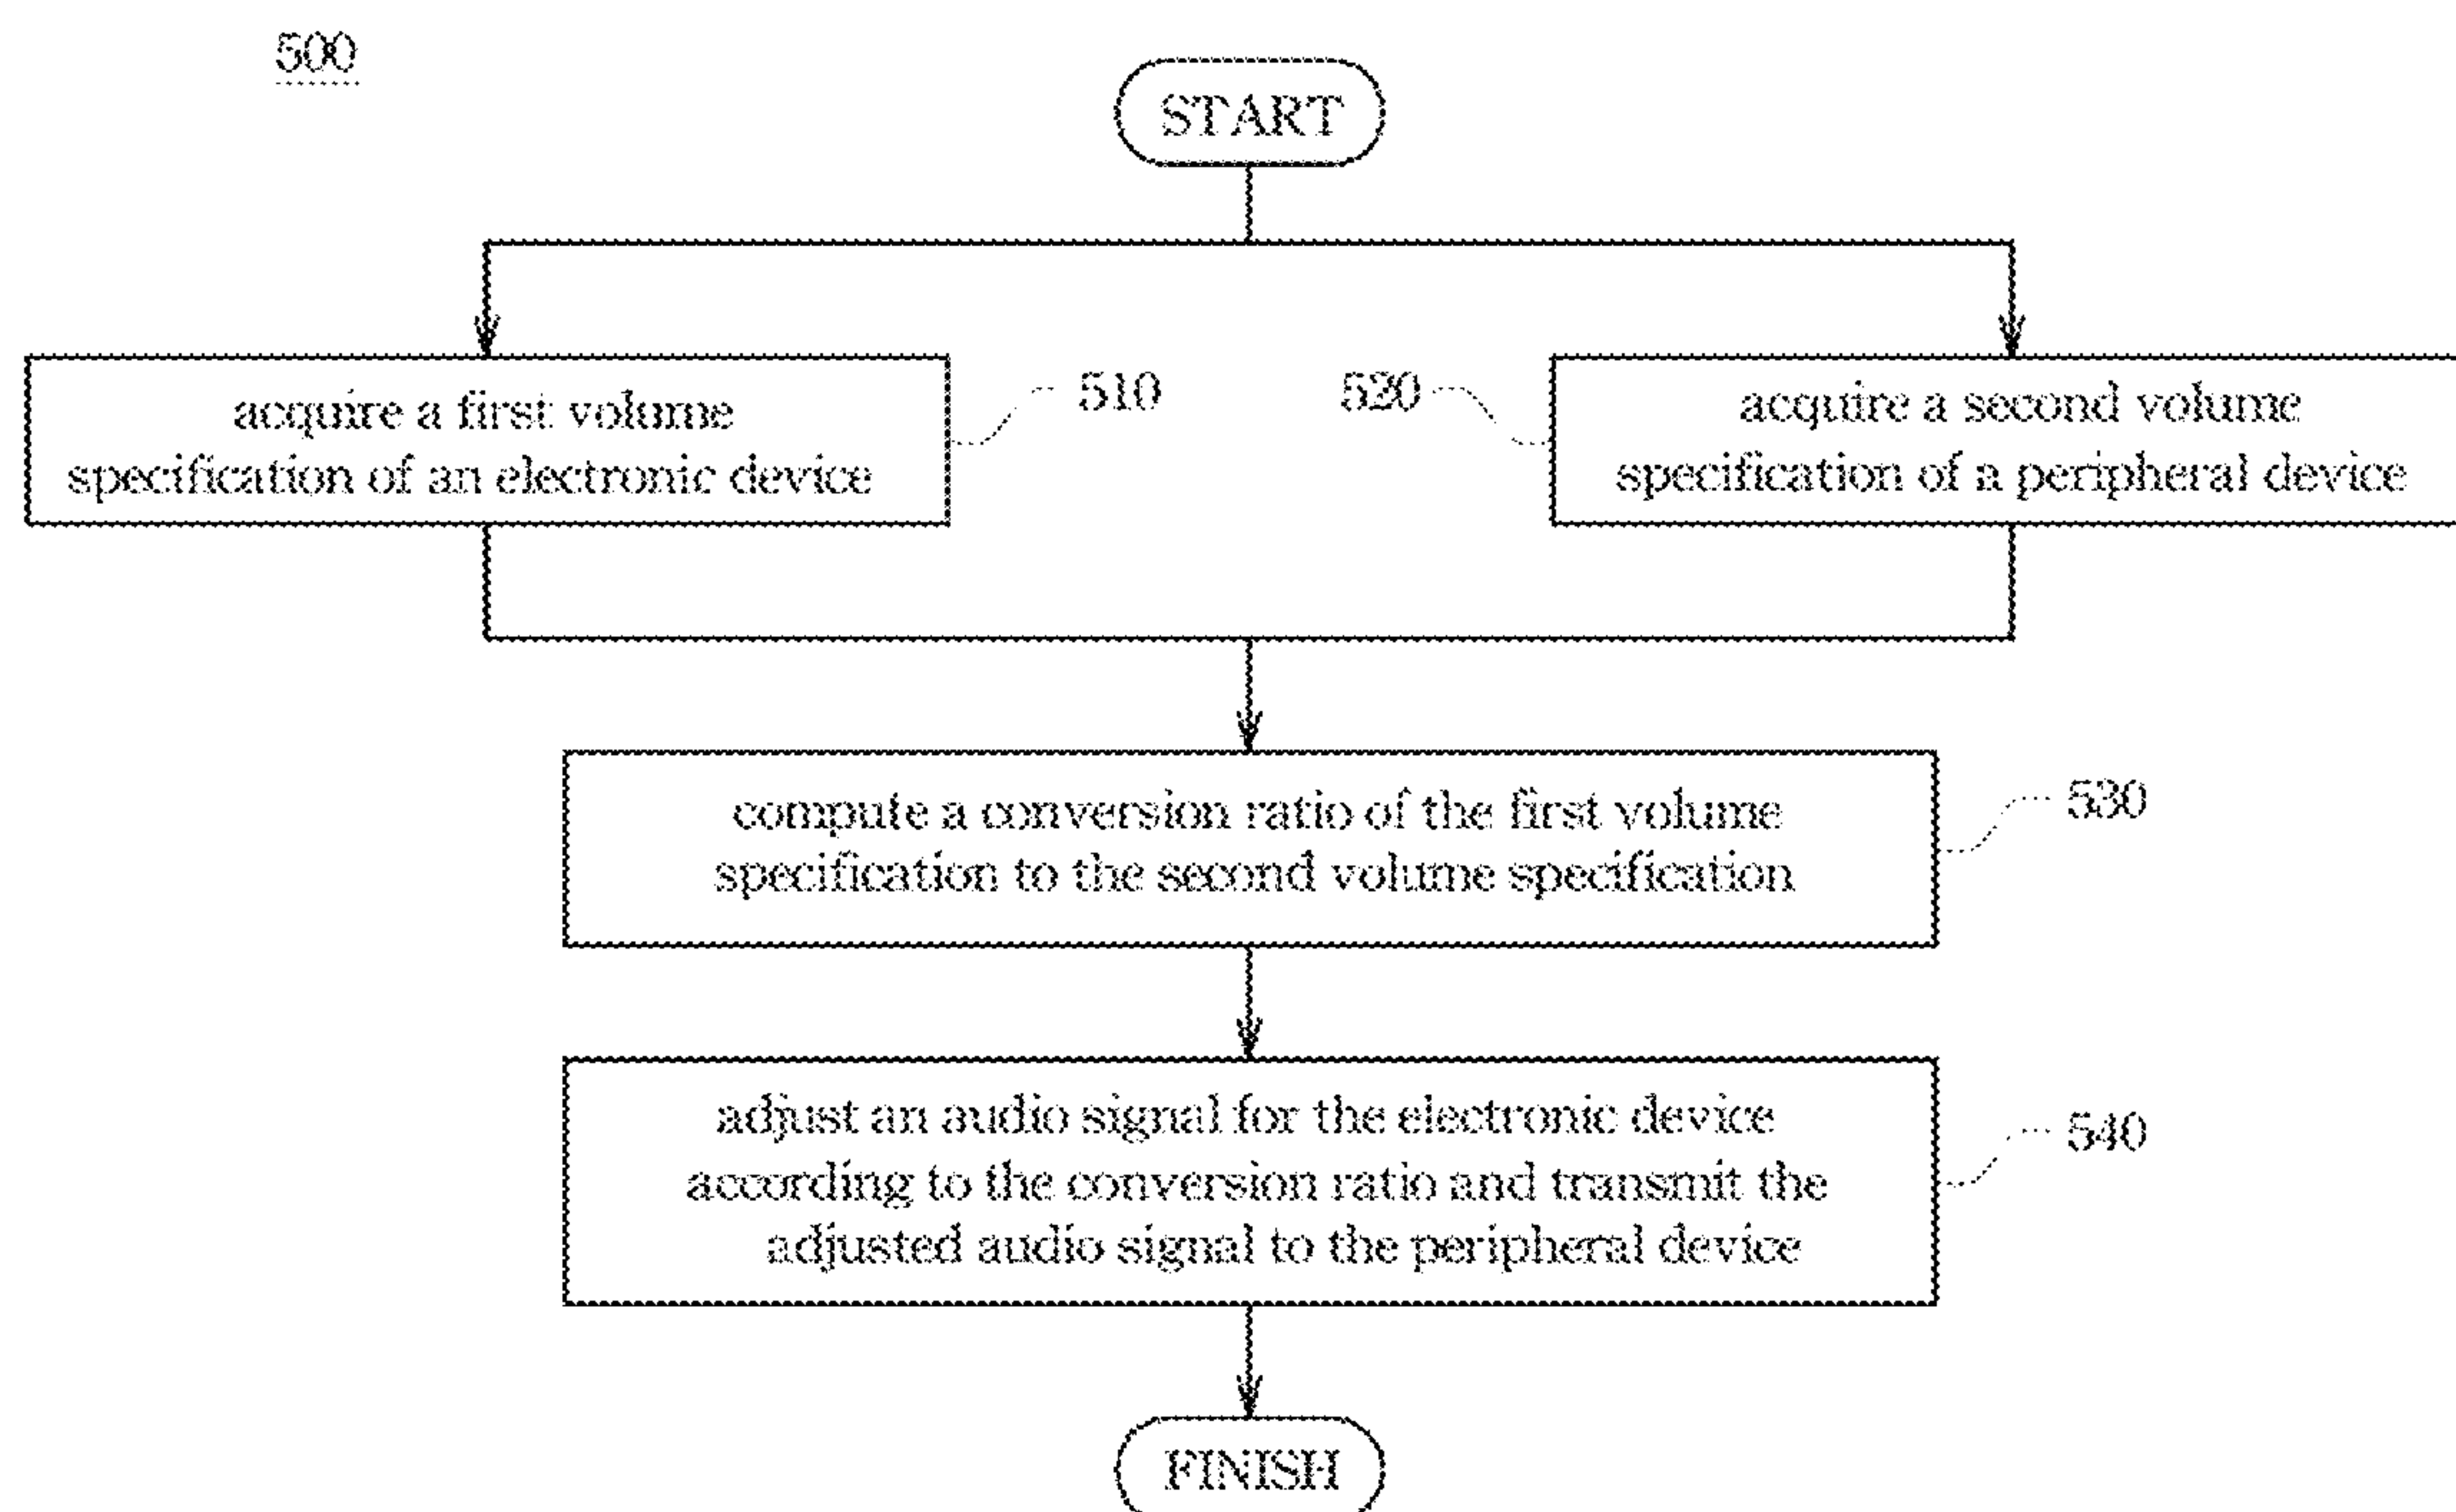 500
START
acquire a first volume
specification of an electronic device
510
520
acquire a second volume
specification of a peripheral device
compute a conversion ratio of the first volume
specification to the second volume specification
530
adjust an audio signal for the electronic device
according to the conversion ratio and transmit the
adjusted audio signal to the peripheral device
540
FINISH